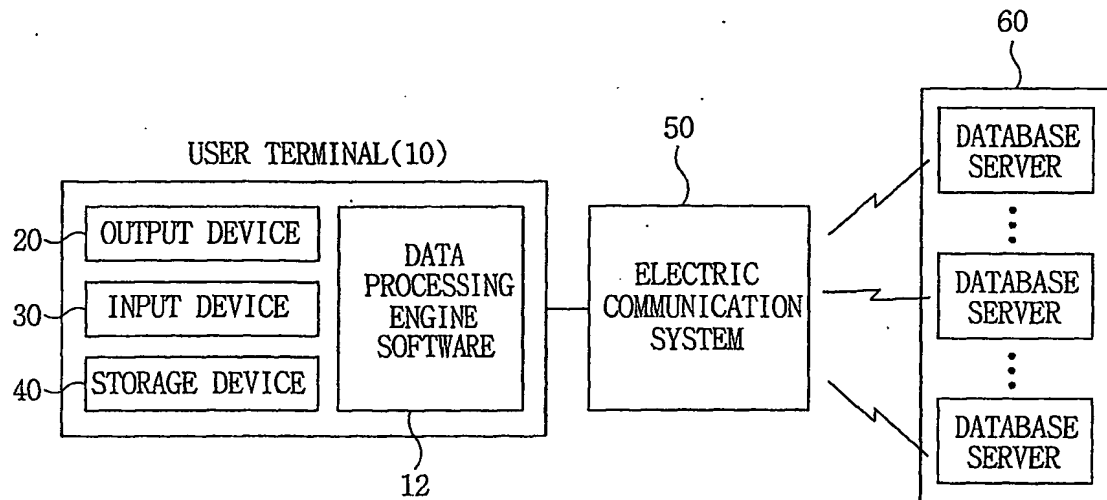 60
50
USER TERMINAL(10)
DATABASE
SERVER
20
OUTPUT DEVICE
30
INPUT DEVICE
40
STORAGE DEVICE
DATA
PROCESSING
ENGINE
SOFTWARE
12
ELECTRIC
COMMUNICATION
SYSTEM
DATABASE
SERVER
DATABASE
SERVER